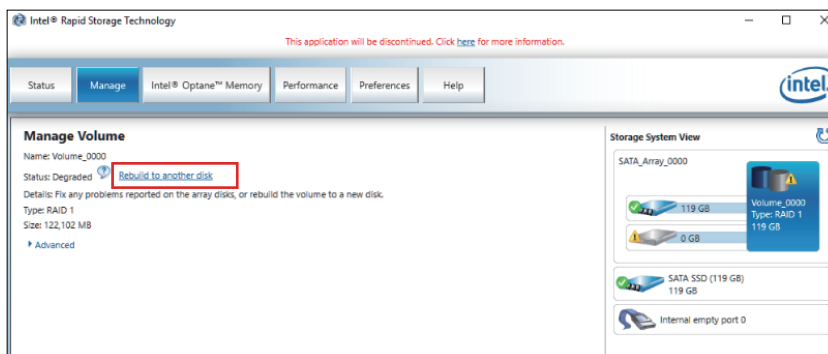 Intel® Rapid Storage Technology
This application will be discontinued. Click here for more information.
Status
Manage
Intel® Optane™ Memory
Performance
Preferences
Help
intel.
Manage Volume
Name: Volume_0000
Status: Degraded Rebuild to another disk
Details: Fix any problems reported on the array disks, or rebuild the volume to a new disk.
Type: RAID 1
Size: 122,102 MB
Advanced
Storage System View
SATA_Array_0000
119 GB
0 GB
Volume_0000
Type: RAID 1
119 GB
SATA SSD (119 GB)
119 GB
Internal empty port 0